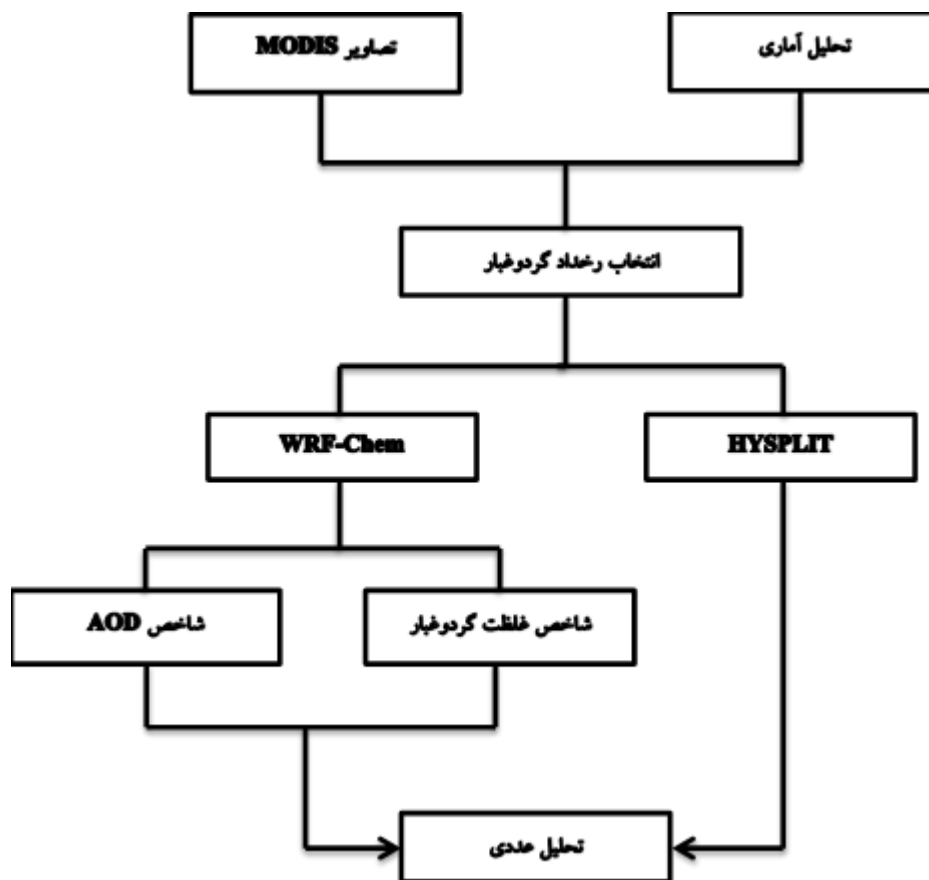 تحلیل آماری
تصاویر MODIS
انتخاب رخداد گردوغبار
HYSPLIT
WRF-Chem
شاخص غلظت گردوغبار
شاخص AOD
تحلیل عددی